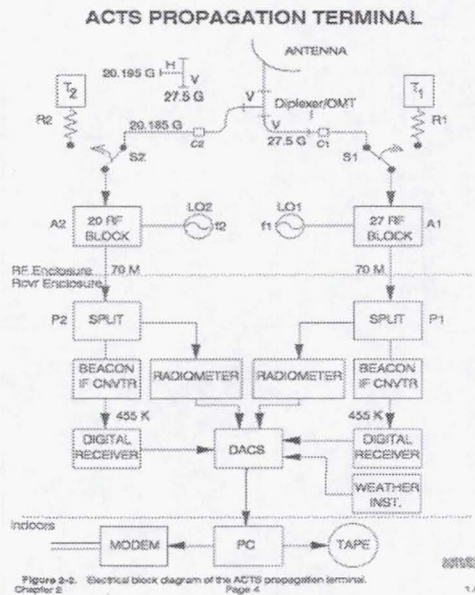 ACTS PROPAGATION TERMINAL
ANTENNA
H
20.195 G
V
27.5 G
V
Diplexer/OMT
V
T2
R2
20.185 G
C2
S2
27.5 G
C1
S1
T1
R1
A2
20 RF
BLOCK
LO2
f2
LO1
f1
27 RF
BLOCK
A1
RF Enclosure
70 M
70 M
Rcvr Enclosure
P2
SPLIT
SPLIT
P1
BEACON
IF CNVTR
RADIOMETER
RADIOMETER
BEACON
IF CNVTR
455 K
455 K
DIGITAL
RECEIVER
DACS
DIGITAL
RECEIVER
WEATHER
INST.
Indoors
MODEM
PC
TAPE
Figure 2-2. Electrical block diagram of the ACTS propagation terminal.
Chapter 2 Page 4